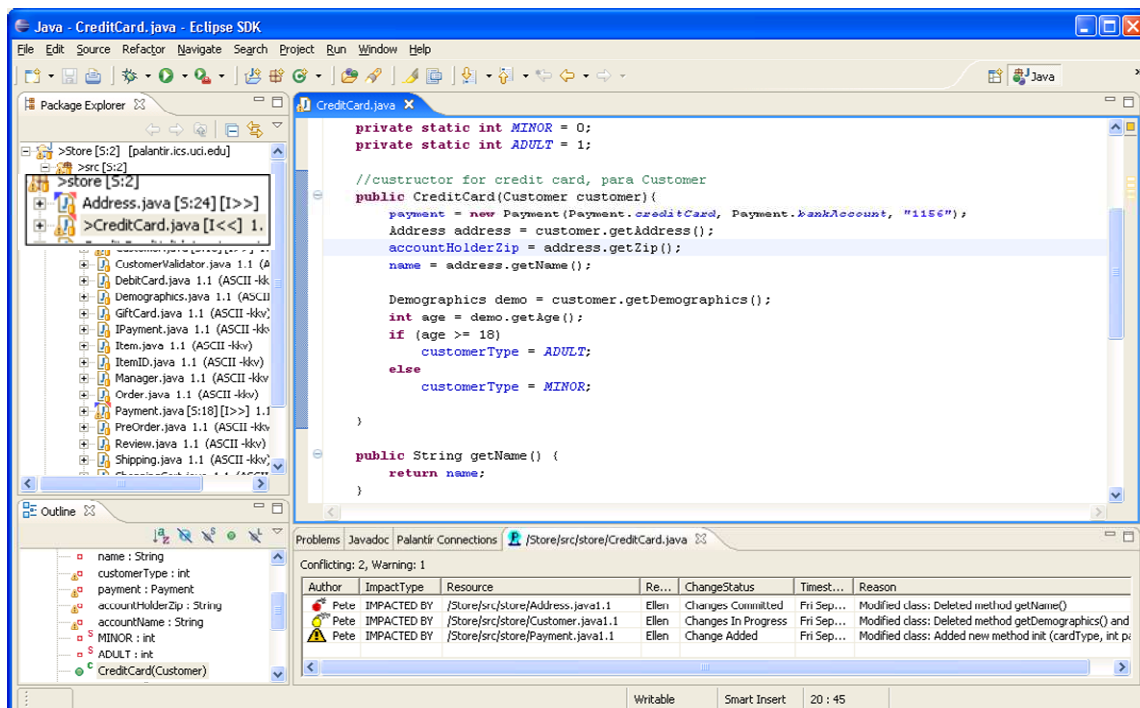 Java - CreditCard.java - Eclipse SDK
File Edit Source Refactor Navigate Search Project Run Window Help
Java
Package Explorer
>Store [S:2] [palantir.ics.uci.edu]
>src [S:2]
>store [S:2]
Address.java [S:24] [I>>]
>CreditCard.java [I<<] 1.
CustomerValidator.java 1.1 (A
DebitCard.java 1.1 (ASCII -kk
Demographics.java 1.1 (ASCII
GiftCard.java 1.1 (ASCII -kkv)
IPayment.java 1.1 (ASCII -kkv
Item.java 1.1 (ASCII -kkv)
ItemID.java 1.1 (ASCII -kkv)
Manager.java 1.1 (ASCII -kkv
Order.java 1.1 (ASCII -kkv)
Payment.java [S:18] [I>>] 1.1
PreOrder.java 1.1 (ASCII -kkv
Review.java 1.1 (ASCII -kkv)
Shipping.java 1.1 (ASCII -kkv)
Outline
name : String
customerType : int
payment : Payment
accountHolderZip : String
accountName : String
MINOR : int
ADULT : int
CreditCard(Customer)
CreditCard.java
private static int MINOR = 0;
private static int ADULT = 1;
//custructor for credit card, para Customer
public CreditCard(Customer customer){
payment = new Payment(Payment.creditCard, Payment.bankAccount, "1156");
Address address = customer.getAddress();
accountHolderZip = address.getZip();
name = address.getName();
Demographics demo = customer.getDemographics();
int age = demo.getAge();
if (age >= 18)
customerType = ADULT;
else
customerType = MINOR;
}
public String getName() {
return name;
}
Problems Javadoc Palantír Connections /Store/src/store/CreditCard.java
Conflicting: 2, Warning: 1
Author ImpactType Resource Re... ChangeStatus Timest... Reason
Pete IMPACTED BY /Store/src/store/Address.java1.1 Ellen Changes Committed Fri Sep... Modified class: Deleted method getName()
Pete IMPACTED BY /Store/src/store/Customer.java1.1 Ellen Changes In Progress Fri Sep... Modified class: Deleted method getDemographics() and
Pete IMPACTED BY /Store/src/store/Payment.java1.1 Ellen Change Added Fri Sep... Modified class: Added new method init (cardType, int pa
Writable Smart Insert 20 : 45